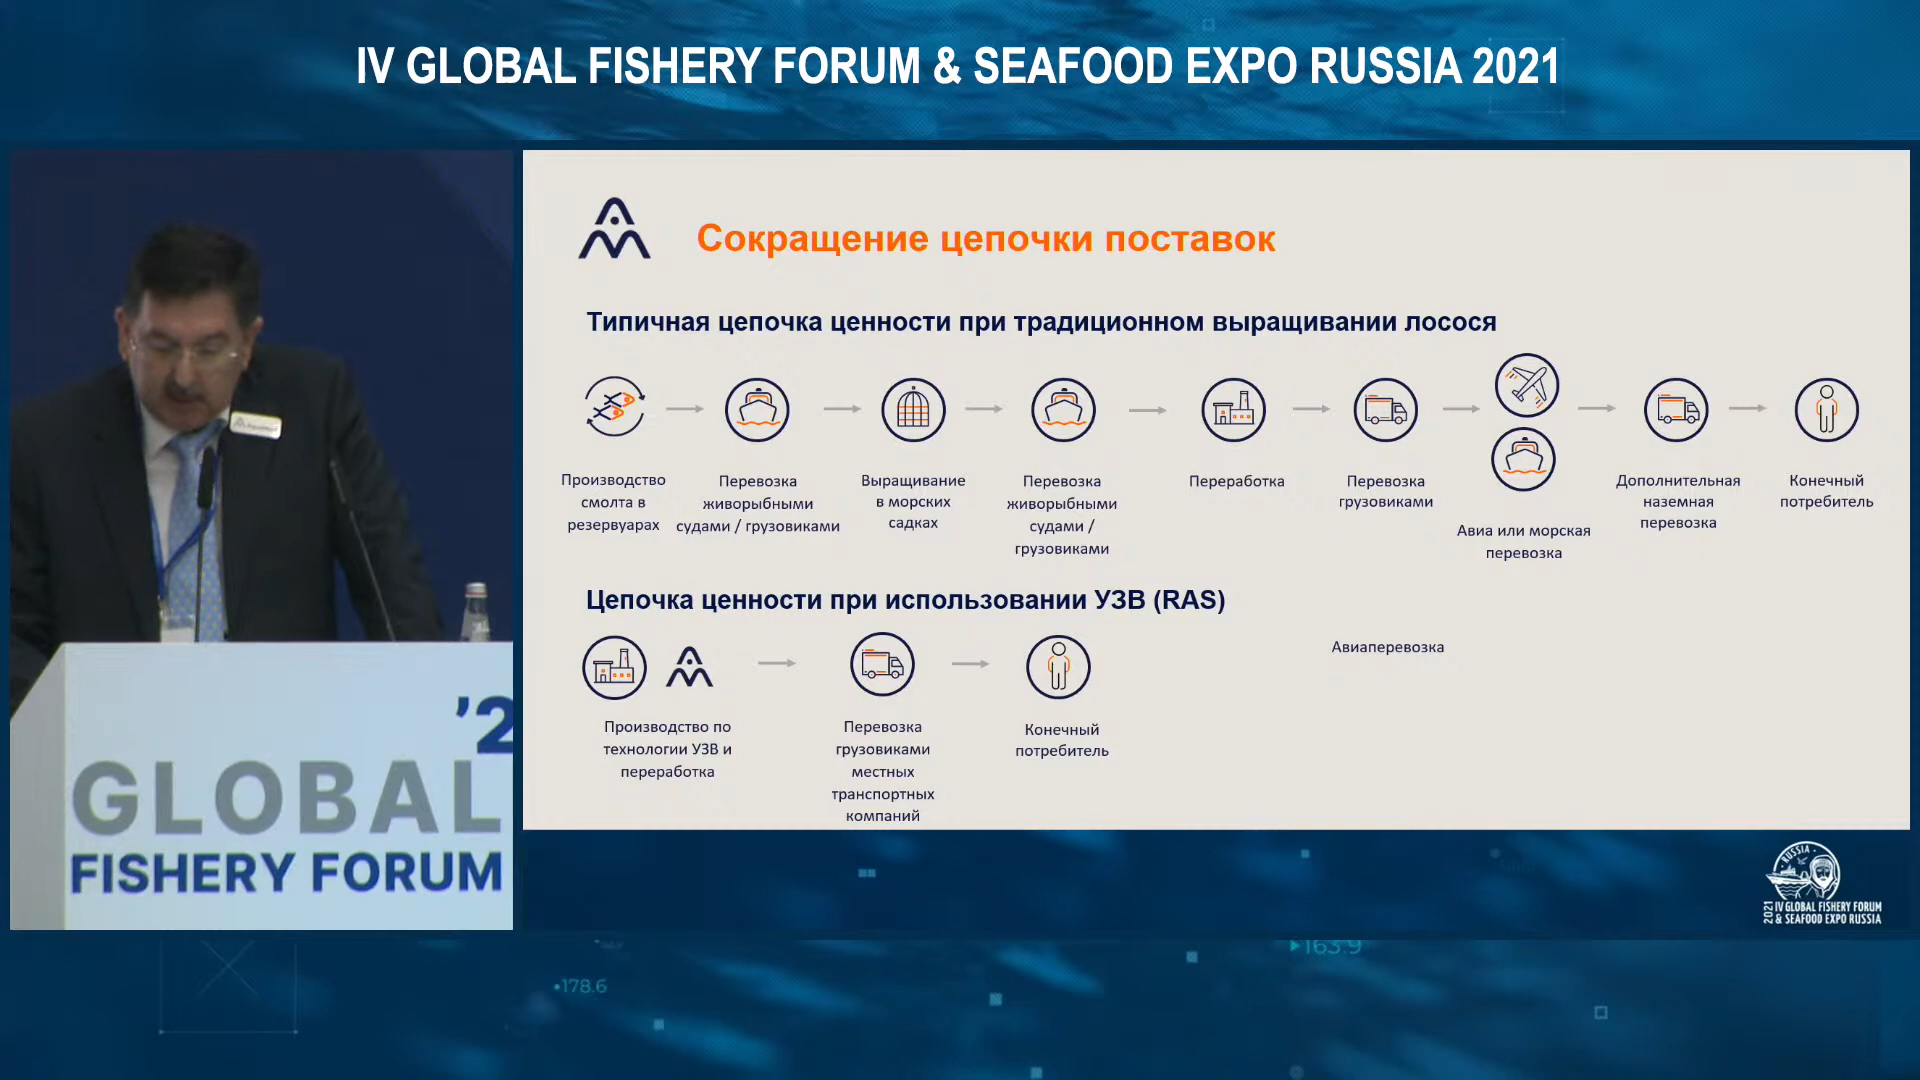 IV GLOBAL FISHERY FORUM & SEAFOOD EXPO RUSSIA 2021
Сокращение цепочки поставок
Типичная цепочка ценности при традиционном выращивании лосося
Производство
смолта в
резервуарах
Перевозка
живорыбными
судами / грузовиками
Выращивание
в морских
садках
Перевозка
живорыбными
судами /
грузовиками
Переработка
Перевозка
грузовиками
Авиа или морская
перевозка
Дополнительная
наземная
перевозка
Конечный
потребитель
Цепочка ценности при использовании УЗВ (RAS)
Производство по
технологии УЗВ и
переработка
Перевозка
грузовиками
местных
транспортных
компаний
Конечный
потребитель
Авиаперевозка
'2
GLOBAL
FISHERY FORUM
RUSSIA
2021
IV GLOBAL FISHERY FORUM
& SEAFOOD EXPO RUSSIA
178.6
163.9